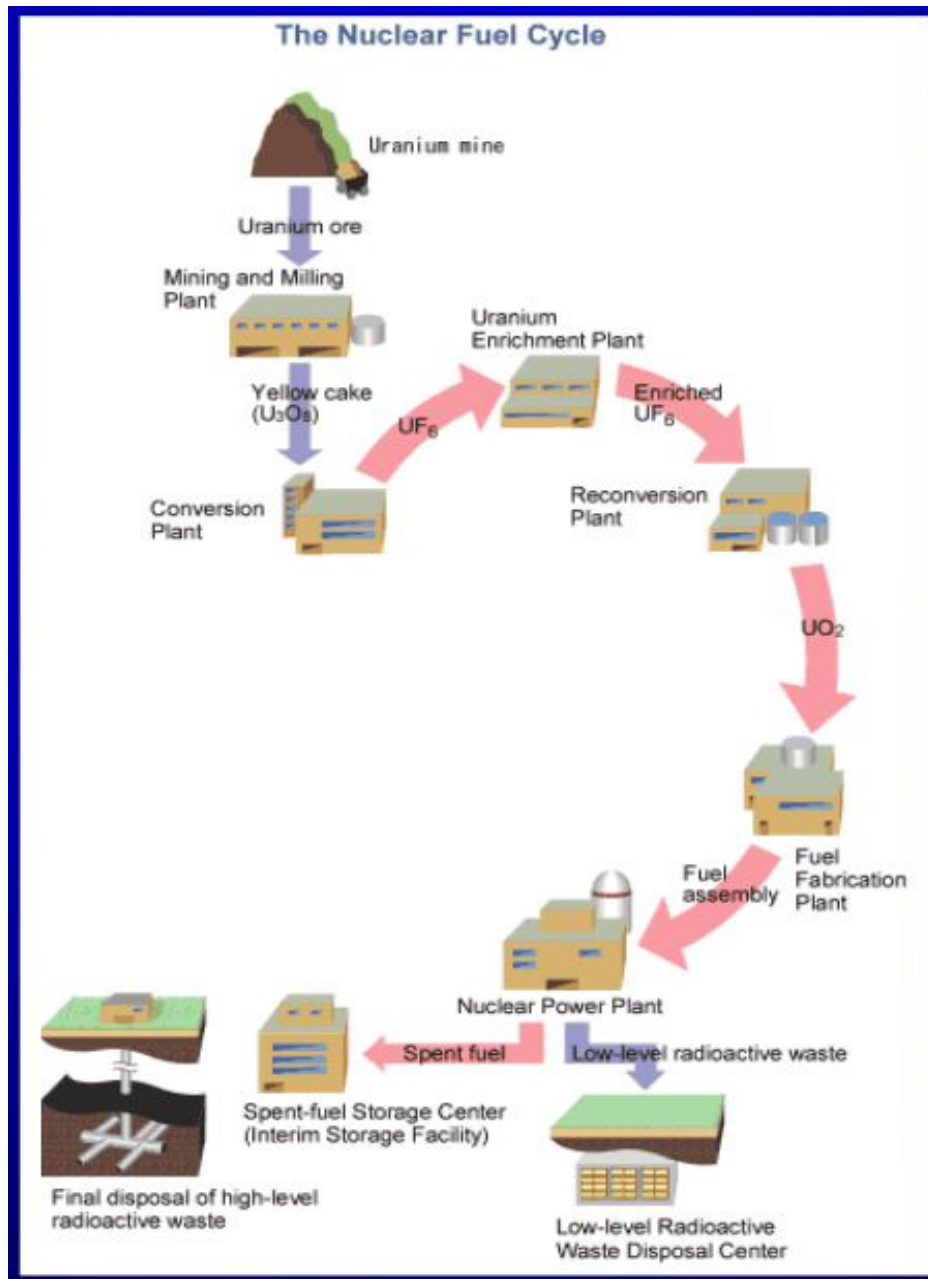 The Nuclear Fuel Cycle
Uranium mine
Uranium ore
Mining and Milling
Plant
Uranium
Enrichment Plant
Yellow cake
(U₃O₈)
UF₆
Enriched
UF₆
Conversion
Plant
Reconversion
Plant
UO₂
Fuel
assembly
Fuel
Fabrication
Plant
Nuclear Power Plant
Spent fuel
Low-level radioactive waste
Spent-fuel Storage Center
(Interim Storage Facility)
Final disposal of high-level
radioactive waste
Low-level Radioactive
Waste Disposal Center